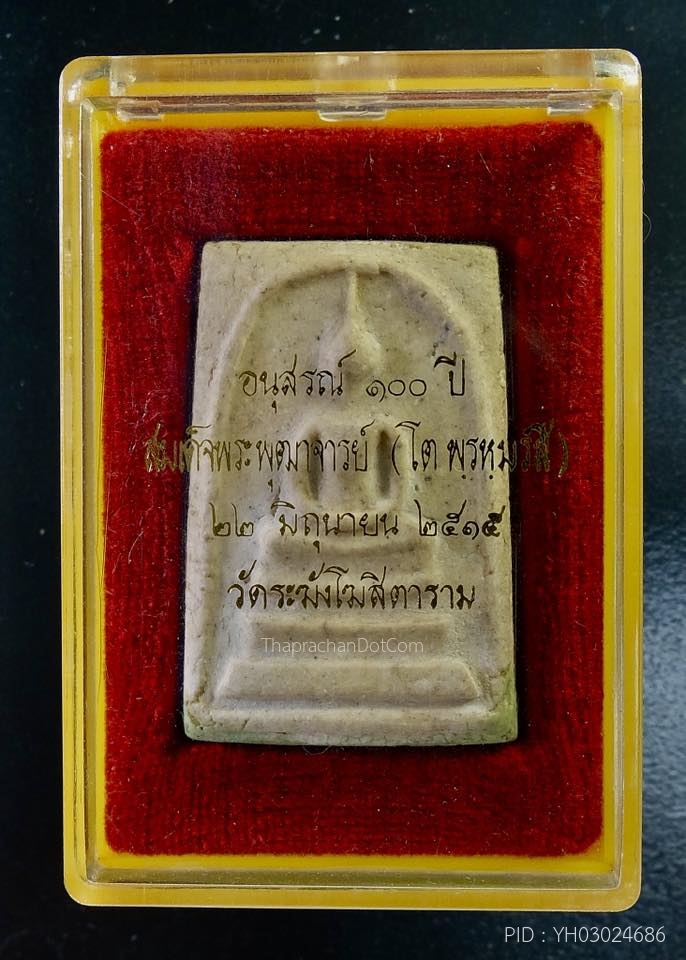 อนุสรณ์ ๑๐๐ ปี
สมเด็จพระพุฒาจารย์ (โต พฺรหฺมรํสี)
๒๒ มิถุนายน ๒๕๑๕
วัดระฆังโฆสิตาราม
ThaprachanDotCom
PID : YH03024686